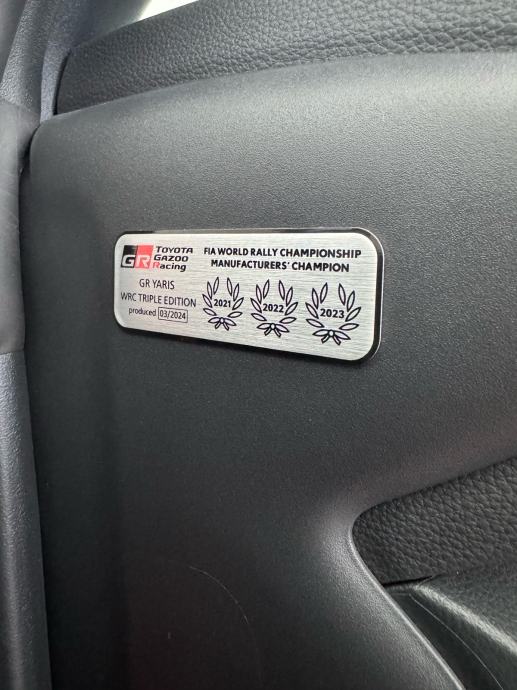 GR TOYOTA GAZOO Racing
FIA WORLD RALLY CHAMPIONSHIP
MANUFACTURERS' CHAMPION
GR YARIS
WRC TRIPLE EDITION
produced 03/2024
2021 2022 2023